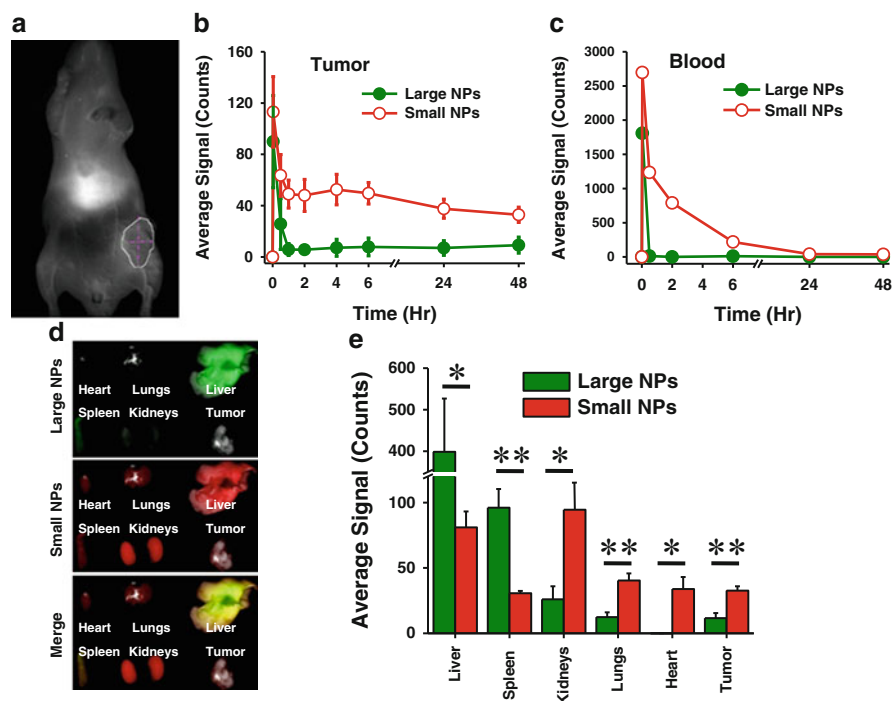 a
b
160
120
80
40
0
Average Signal (Counts)
Tumor
Large NPs
Small NPs
0 2 4 6 24 48
Time (Hr)
c
3000
2500
2000
1500
1000
500
0
Average Signal (Counts)
Blood
Large NPs
Small NPs
0 2 4 6 24 48
Time (Hr)
d
Large NPs
Heart Lungs Liver
Spleen Kidneys Tumor
Small NPs
Heart Lungs Liver
Spleen Kidneys Tumor
Merge
Heart Lungs Liver
Spleen Kidneys Tumor
e
600
500
400
100
50
0
Average Signal (Counts)
Large NPs
Small NPs
* ** * ** * **
Liver
Spleen
Kidneys
Lungs
Heart
Tumor